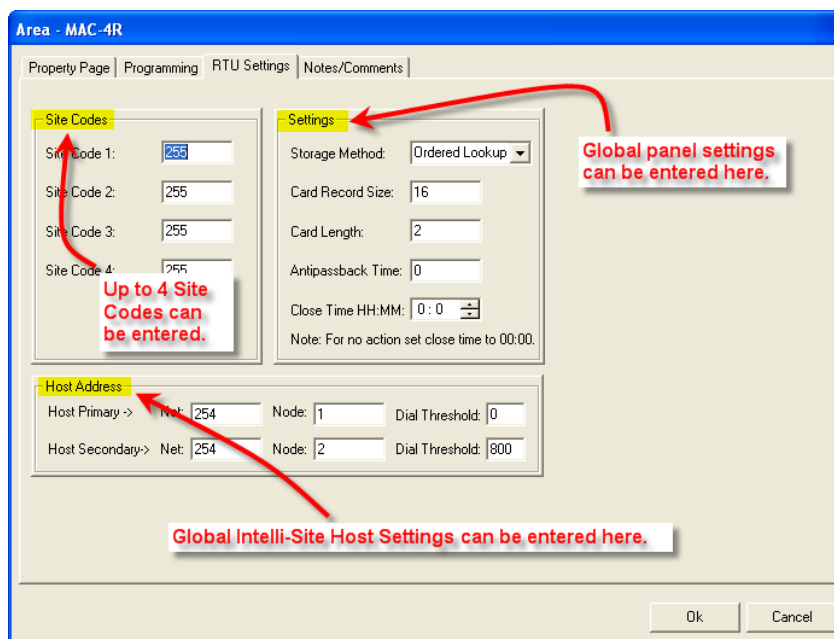 Area - MAC-4R
Property Page Programming RTU Settings Notes/Comments
Site Codes
Site Code 1: 255
Site Code 2: 255
Site Code 3: 255
Site Code 4: 255
Up to 4 Site
Codes can
be entered.
Settings
Storage Method: Ordered Lookup
Card Record Size: 16
Card Length: 2
Antipassback Time: 0
Close Time HH:MM: 0 : 0
Note: For no action set close time to 00:00.
Global panel settings
can be entered here.
Host Address
Host Primary -> Net: 254 Node: 1 Dial Threshold: 0
Host Secondary-> Net: 254 Node: 2 Dial Threshold: 800
Global Intelli-Site Host Settings can be entered here.
Ok Cancel